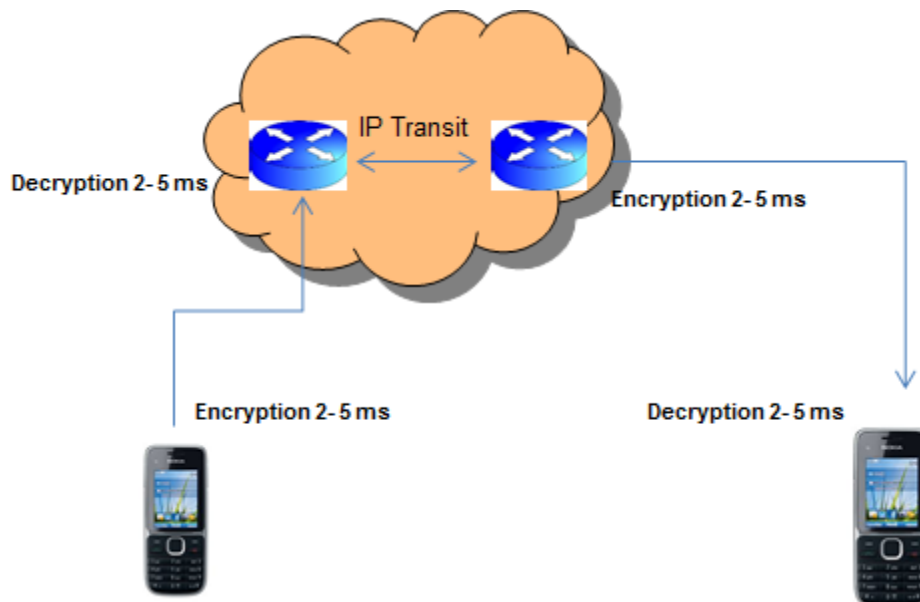 IP Transit
Decryption 2- 5 ms
Encryption 2- 5 ms
Encryption 2- 5 ms
Decryption 2- 5 ms